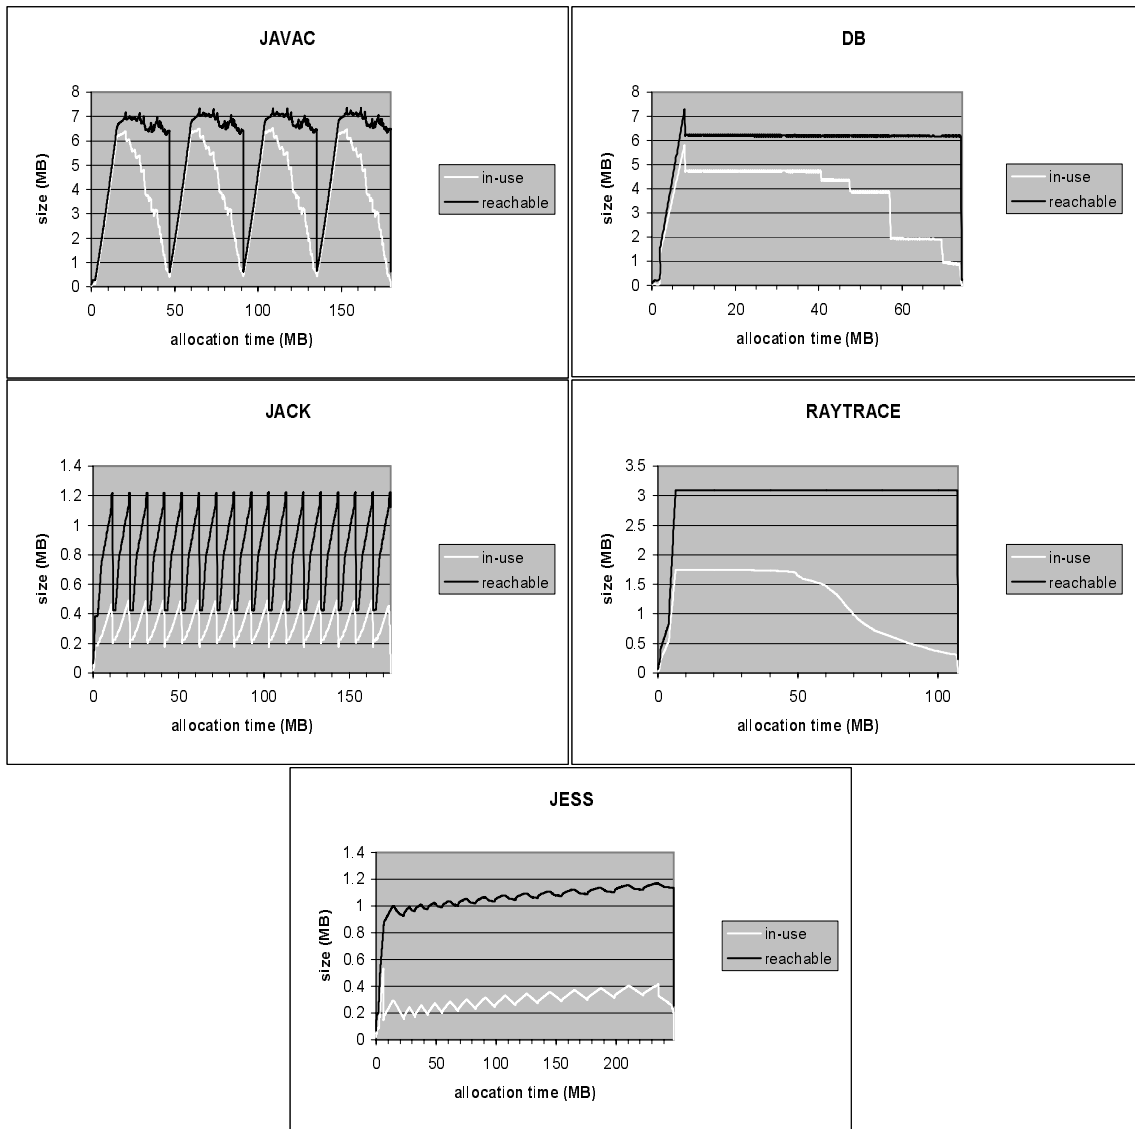 JAVAC
8
7
6
5
4
3
2
1
0
size (MB)
0 50 100 150
allocation time (MB)
in-use
reachable
DB
8
7
6
5
4
3
2
1
0
size (MB)
0 20 40 60
allocation time (MB)
in-use
reachable
JACK
1.4
1.2
1
0.8
0.6
0.4
0.2
0
size (MB)
0 50 100 150
allocation time (MB)
in-use
reachable
RAYTRACE
3.5
3
2.5
2
1.5
1
0.5
0
size (MB)
0 50 100
allocation time (MB)
in-use
reachable
JESS
1.4
1.2
1
0.8
0.6
0.4
0.2
0
size (MB)
0 50 100 150 200
allocation time (MB)
in-use
reachable